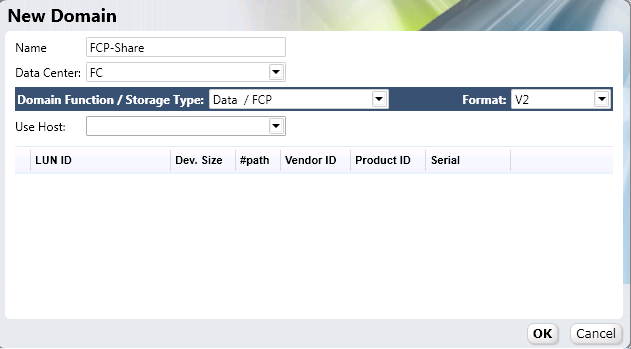 New Domain
Name FCP-Share
Data Center: FC
Domain Function / Storage Type: Data / FCP Format: V2
Use Host:
LUN ID Dev. Size #path Vendor ID Product ID Serial
OK Cancel